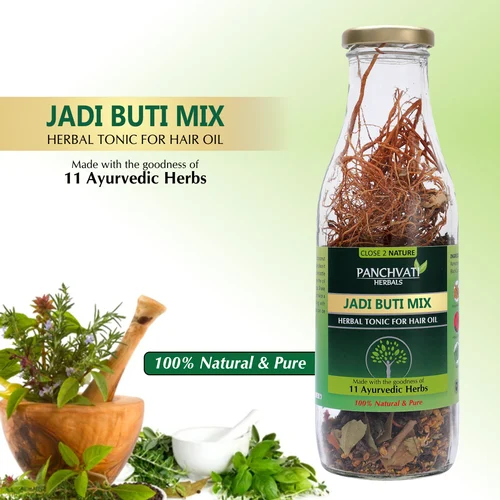 JADI BUTI MIX
HERBAL TONIC FOR HAIR OIL
Made with the goodness of
11 Ayurvedic Herbs
100% Natural & Pure
CLOSE 2 NATURE
PANCHVATI
HERBALS
JADI BUTI MIX
HERBAL TONIC FOR HAIR OIL
Made with the goodness of
11 Ayurvedic Herbs
100% Natural & Pure